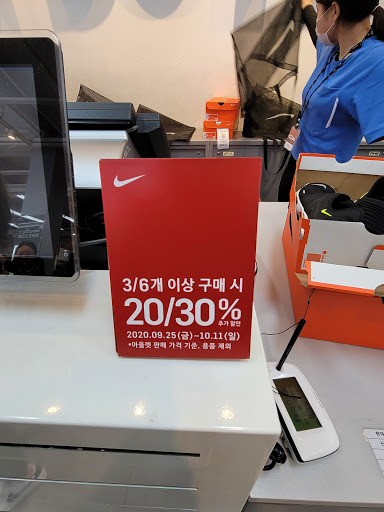 3/6개 이상 구매 시
20/30%
추가 할인
2020.09.25(금)~10.11(일)
*아울렛 판매 가격 기준, 용품 제외